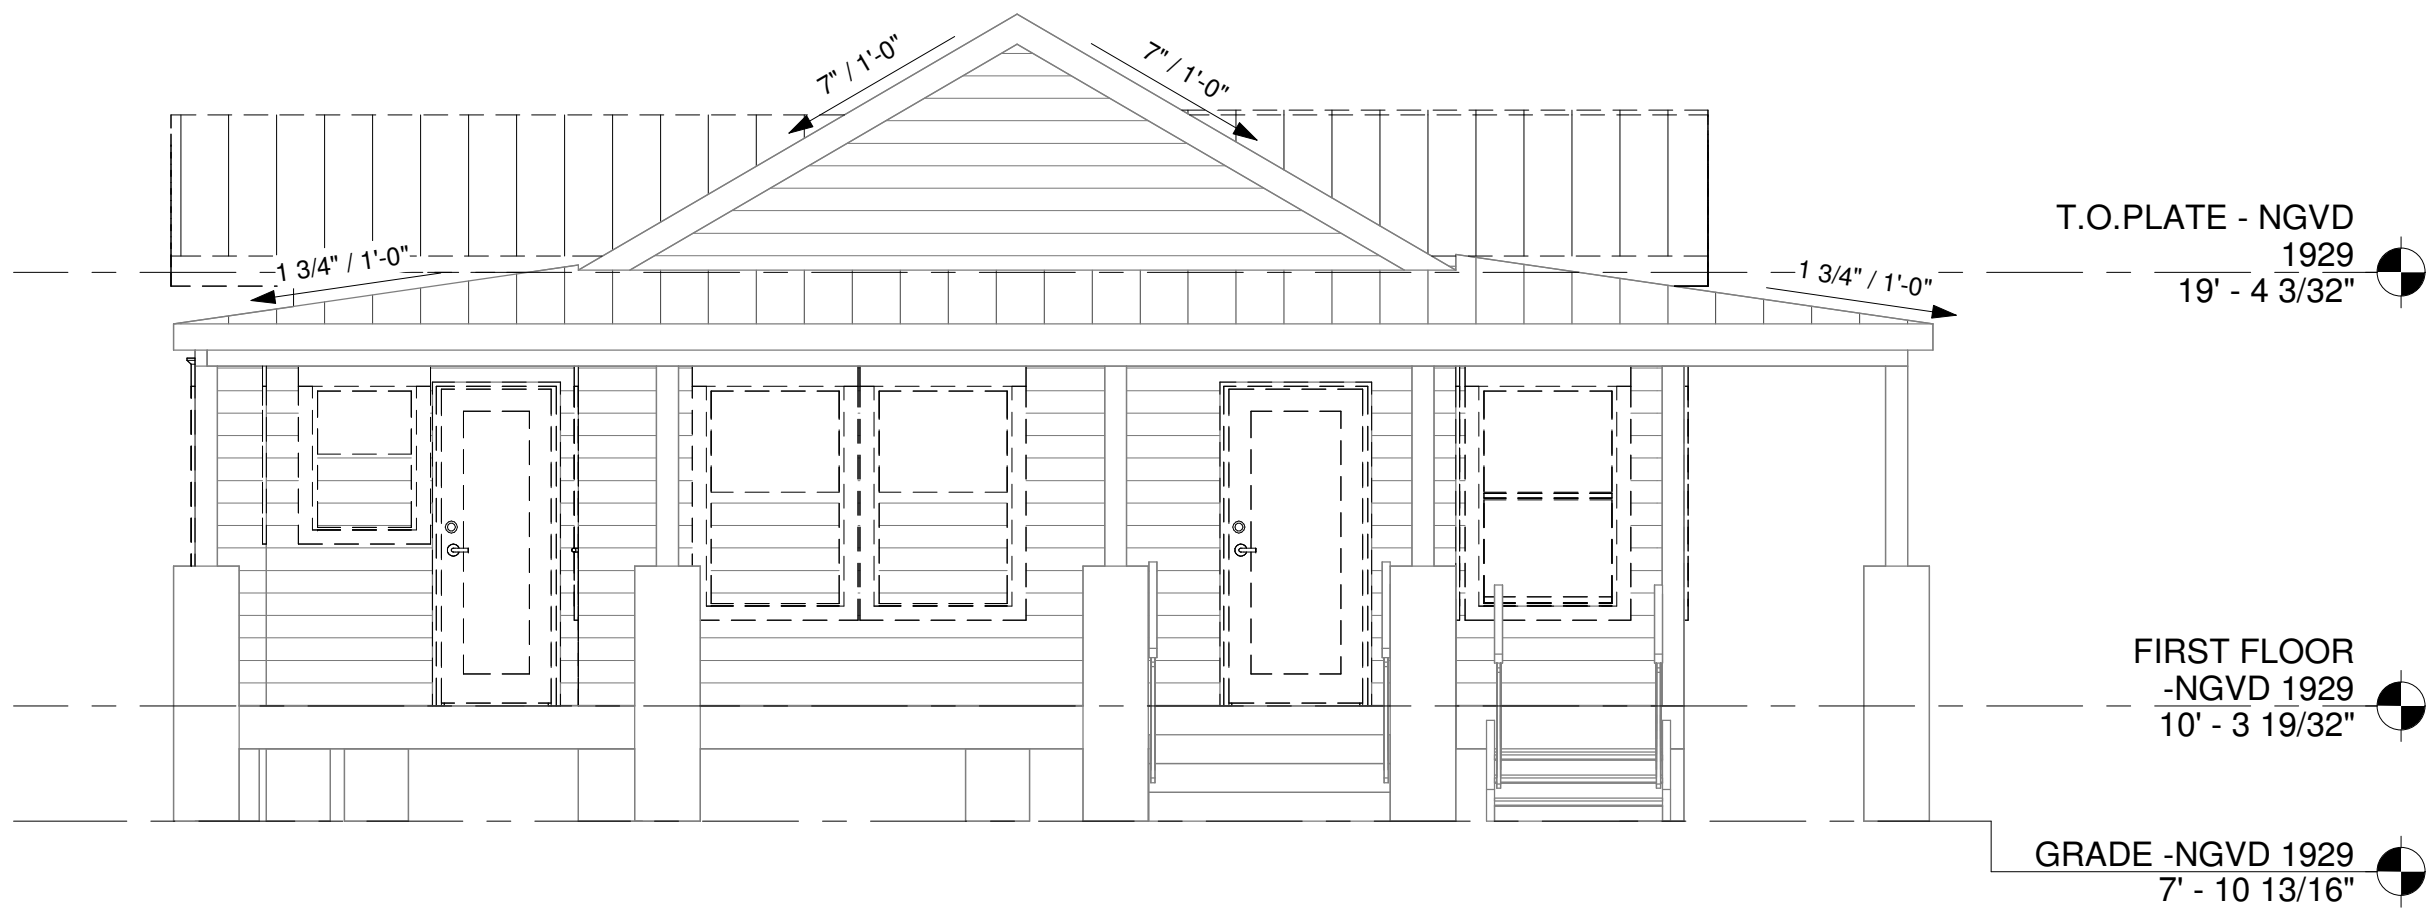 7" / 1'-0"
7" / 1'-0"
1 3/4" / 1'-0"
1 3/4" / 1'-0"
T.O.PLATE - NGVD
1929
19' - 4 3/32"
FIRST FLOOR
-NGVD 1929
10' - 3 19/32"
GRADE -NGVD 1929
7' - 10 13/16"